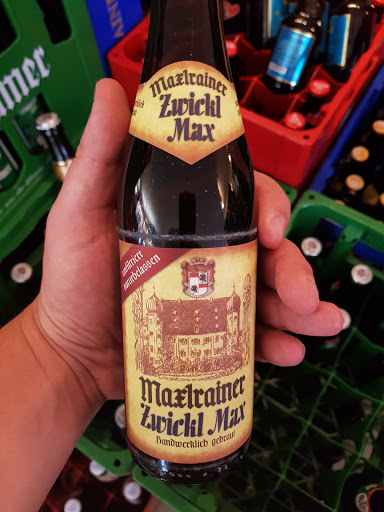 Maxlrainer
Zwickl
Max
unfiltriert
naturbelassen
Maxlrainer
Zwickl Max
Handwerklich gebraut